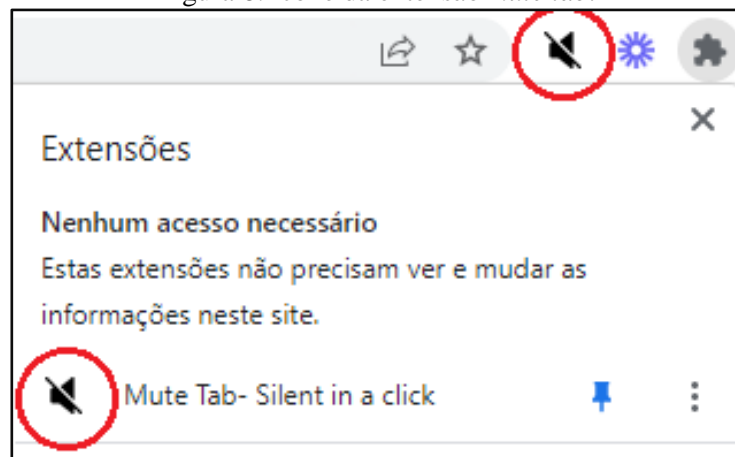 Extensões
Nenhum acesso necessário
Estas extensões não precisam ver e mudar as
informações neste site.
Mute Tab- Silent in a click